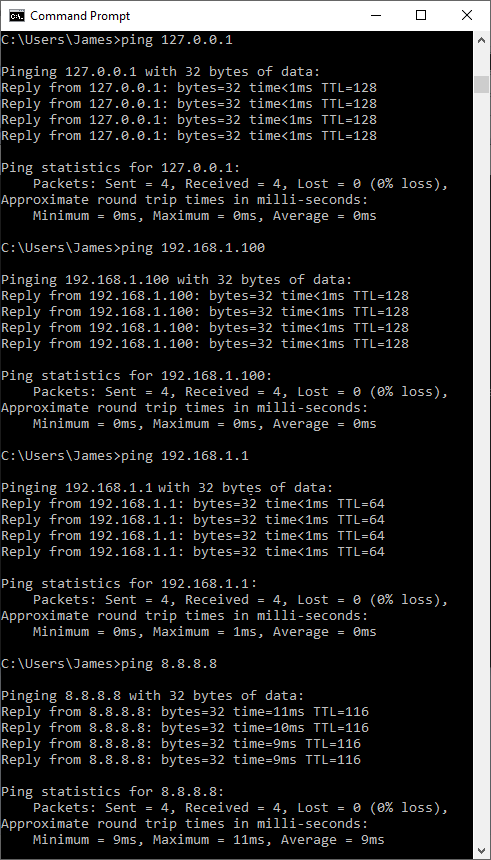 Command Prompt
C:\Users\James>ping 127.0.0.1
Pinging 127.0.0.1 with 32 bytes of data:
Reply from 127.0.0.1: bytes=32 time<1ms TTL=128
Reply from 127.0.0.1: bytes=32 time<1ms TTL=128
Reply from 127.0.0.1: bytes=32 time<1ms TTL=128
Reply from 127.0.0.1: bytes=32 time<1ms TTL=128
Ping statistics for 127.0.0.1:
    Packets: Sent = 4, Received = 4, Lost = 0 (0% loss),
Approximate round trip times in milli-seconds:
    Minimum = 0ms, Maximum = 0ms, Average = 0ms
C:\Users\James>ping 192.168.1.100
Pinging 192.168.1.100 with 32 bytes of data:
Reply from 192.168.1.100: bytes=32 time<1ms TTL=128
Reply from 192.168.1.100: bytes=32 time<1ms TTL=128
Reply from 192.168.1.100: bytes=32 time<1ms TTL=128
Reply from 192.168.1.100: bytes=32 time<1ms TTL=128
Ping statistics for 192.168.1.100:
    Packets: Sent = 4, Received = 4, Lost = 0 (0% loss),
Approximate round trip times in milli-seconds:
    Minimum = 0ms, Maximum = 0ms, Average = 0ms
C:\Users\James>ping 192.168.1.1
Pinging 192.168.1.1 with 32 bytes of data:
Reply from 192.168.1.1: bytes=32 time<1ms TTL=64
Reply from 192.168.1.1: bytes=32 time<1ms TTL=64
Reply from 192.168.1.1: bytes=32 time<1ms TTL=64
Reply from 192.168.1.1: bytes=32 time<1ms TTL=64
Ping statistics for 192.168.1.1:
    Packets: Sent = 4, Received = 4, Lost = 0 (0% loss),
Approximate round trip times in milli-seconds:
    Minimum = 0ms, Maximum = 1ms, Average = 0ms
C:\Users\James>ping 8.8.8.8
Pinging 8.8.8.8 with 32 bytes of data:
Reply from 8.8.8.8: bytes=32 time=11ms TTL=116
Reply from 8.8.8.8: bytes=32 time=10ms TTL=116
Reply from 8.8.8.8: bytes=32 time=9ms TTL=116
Reply from 8.8.8.8: bytes=32 time=9ms TTL=116
Ping statistics for 8.8.8.8:
    Packets: Sent = 4, Received = 4, Lost = 0 (0% loss),
Approximate round trip times in milli-seconds:
    Minimum = 9ms, Maximum = 11ms, Average = 9ms